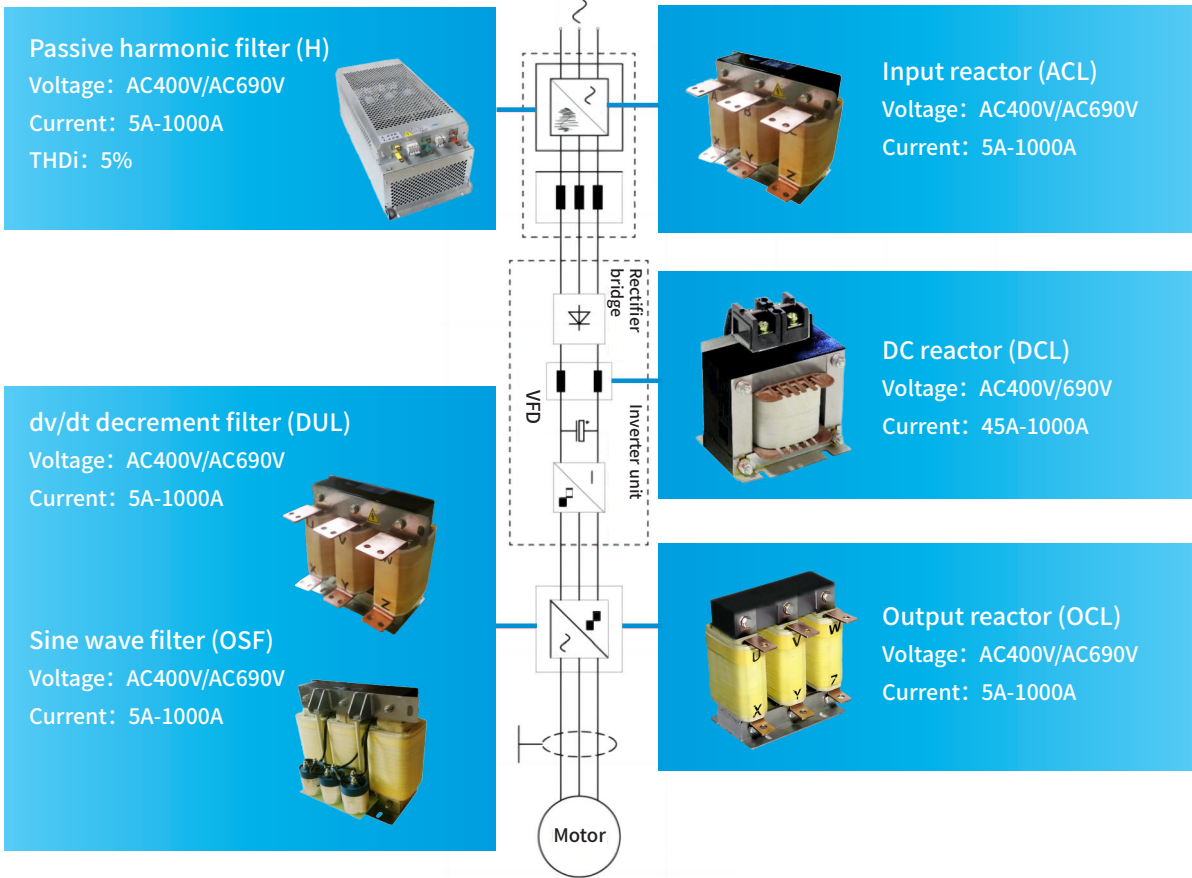 Passive harmonic filter (H)
Voltage：AC400V/AC690V
Current：5A-1000A
THDi：5%
Input reactor (ACL)
Voltage：AC400V/AC690V
Current：5A-1000A
Rectifier
bridge
VFD
Inverter unit
DC reactor (DCL)
Voltage：AC400V/690V
Current：45A-1000A
dv/dt decrement filter (DUL)
Voltage：AC400V/AC690V
Current：5A-1000A
Sine wave filter (OSF)
Voltage：AC400V/AC690V
Current：5A-1000A
Output reactor (OCL)
Voltage：AC400V/AC690V
Current：5A-1000A
U V W
X Y Z
Motor